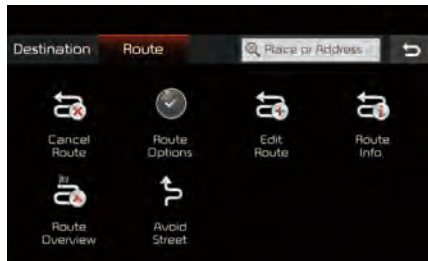 Destination
Route
Place or Address
Cancel
Route
Route
Options
Edit
Route
Route
Info.
Route
Overview
Avoid
Street